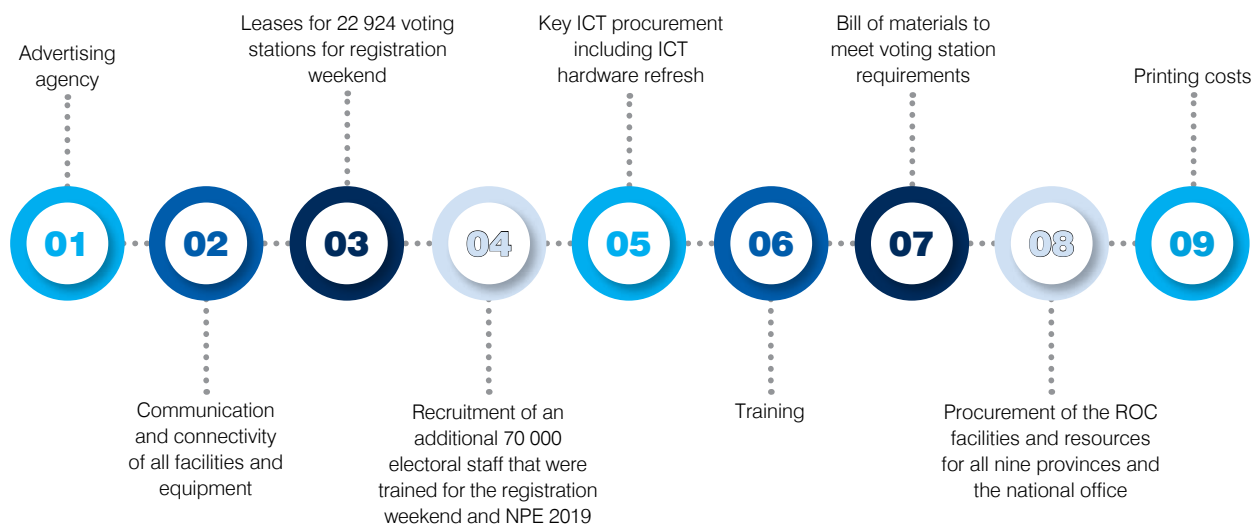 Advertising
agency
01
02
Communication
and connectivity
of all facilities and
equipment
Leases for 22 924 voting
stations for registration
weekend
03
04
Recruitment of an
additional 70 000
electoral staff that were
trained for the registration
weekend and NPE 2019
Key ICT procurement
including ICT
hardware refresh
05
06
Training
Bill of materials to
meet voting station
requirements
07
08
Procurement of the ROC
facilities and resources
for all nine provinces and
the national office
Printing costs
09